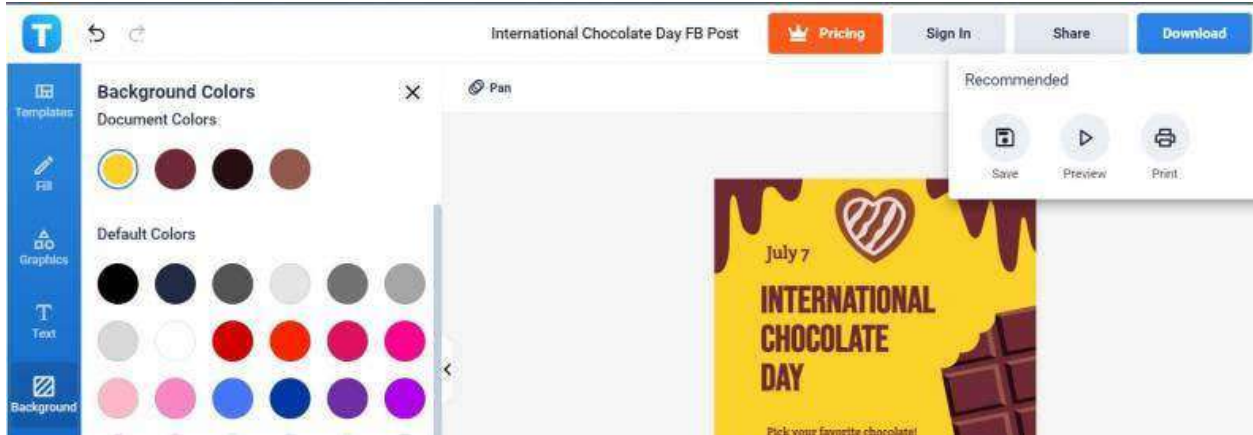 T
International Chocolate Day FB Post
Pricing
Sign In
Share
Download
Templates
Fill
Graphics
Text
Background
Background Colors
Document Colors
Default Colors
Pan
Recommended
Save
Preview
Print
July 7
INTERNATIONAL
CHOCOLATE
DAY
Pick your favorite chocolate!